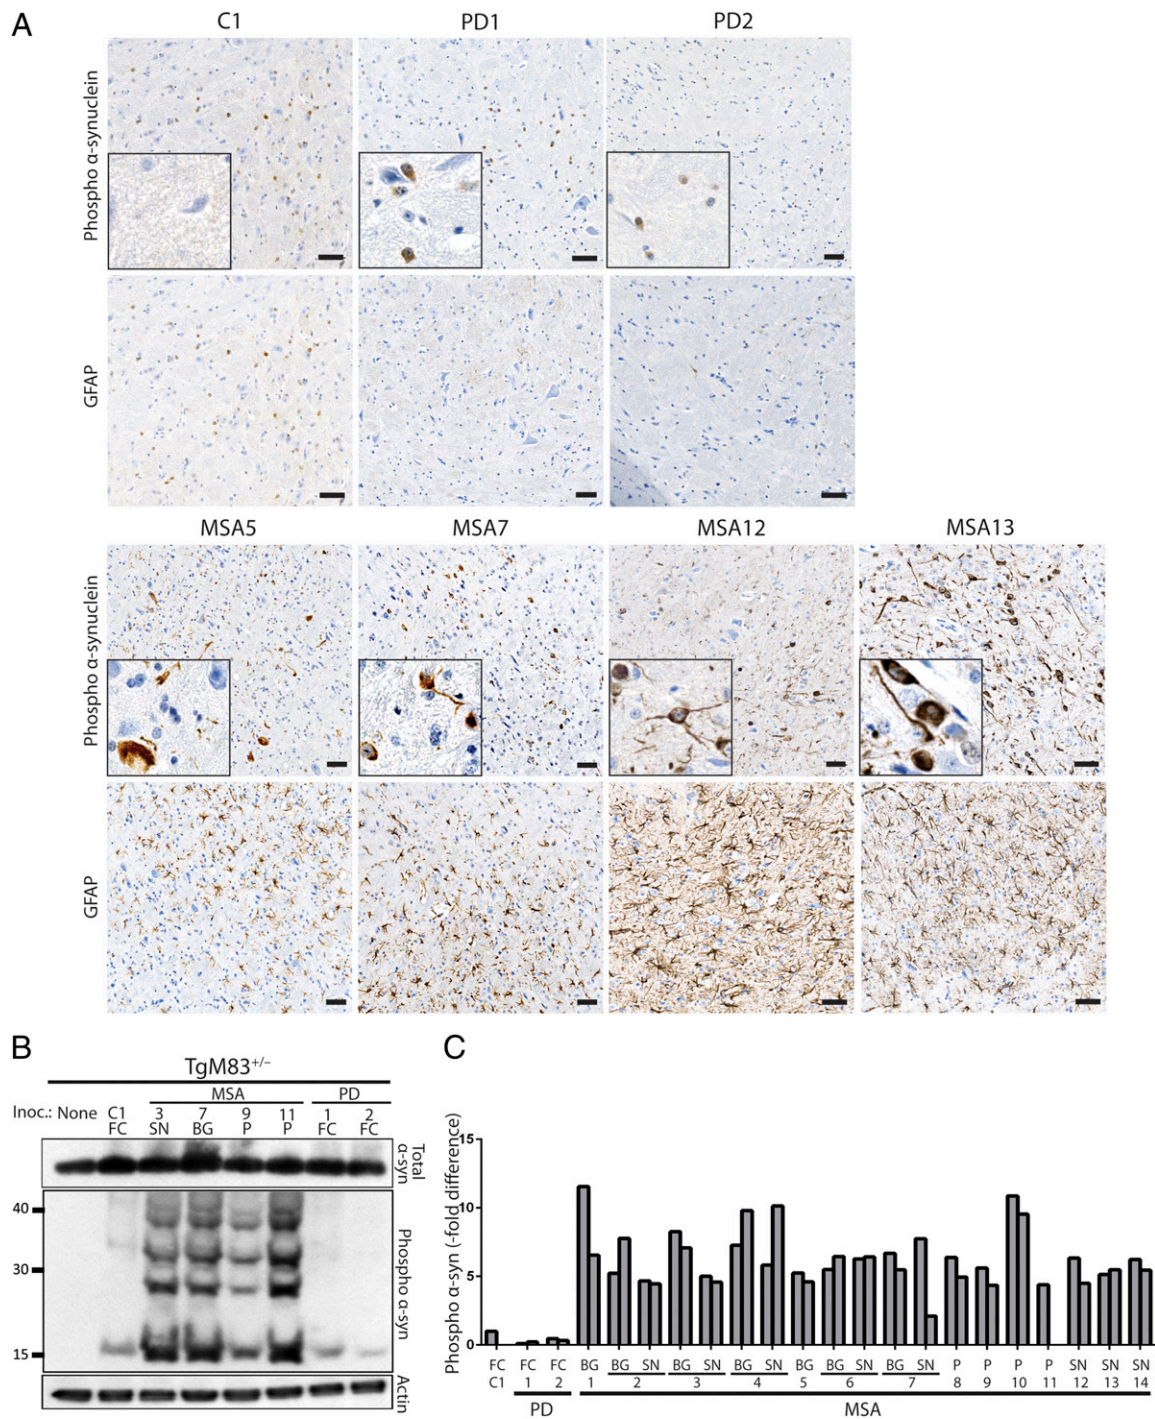 A
C1 PD1 PD2
Phospho α-synuclein
GFAP
MSA5 MSA7 MSA12 MSA13
Phospho α-synuclein
GFAP
B
TgM83+/–
MSA PD
Inoc.: None C1 3 7 9 11 1 2
FC SN BG P P FC FC
Total α-syn
40
30
15
Phospho α-syn
Actin
C
Phospho α-syn (-fold difference)
15
10
5
0
FC FC FC BG BG SN BG SN BG SN BG BG SN BG SN P P P P SN SN SN
C1 1 2 1 2 3 4 5 6 7 8 9 10 11 12 13 14
PD MSA